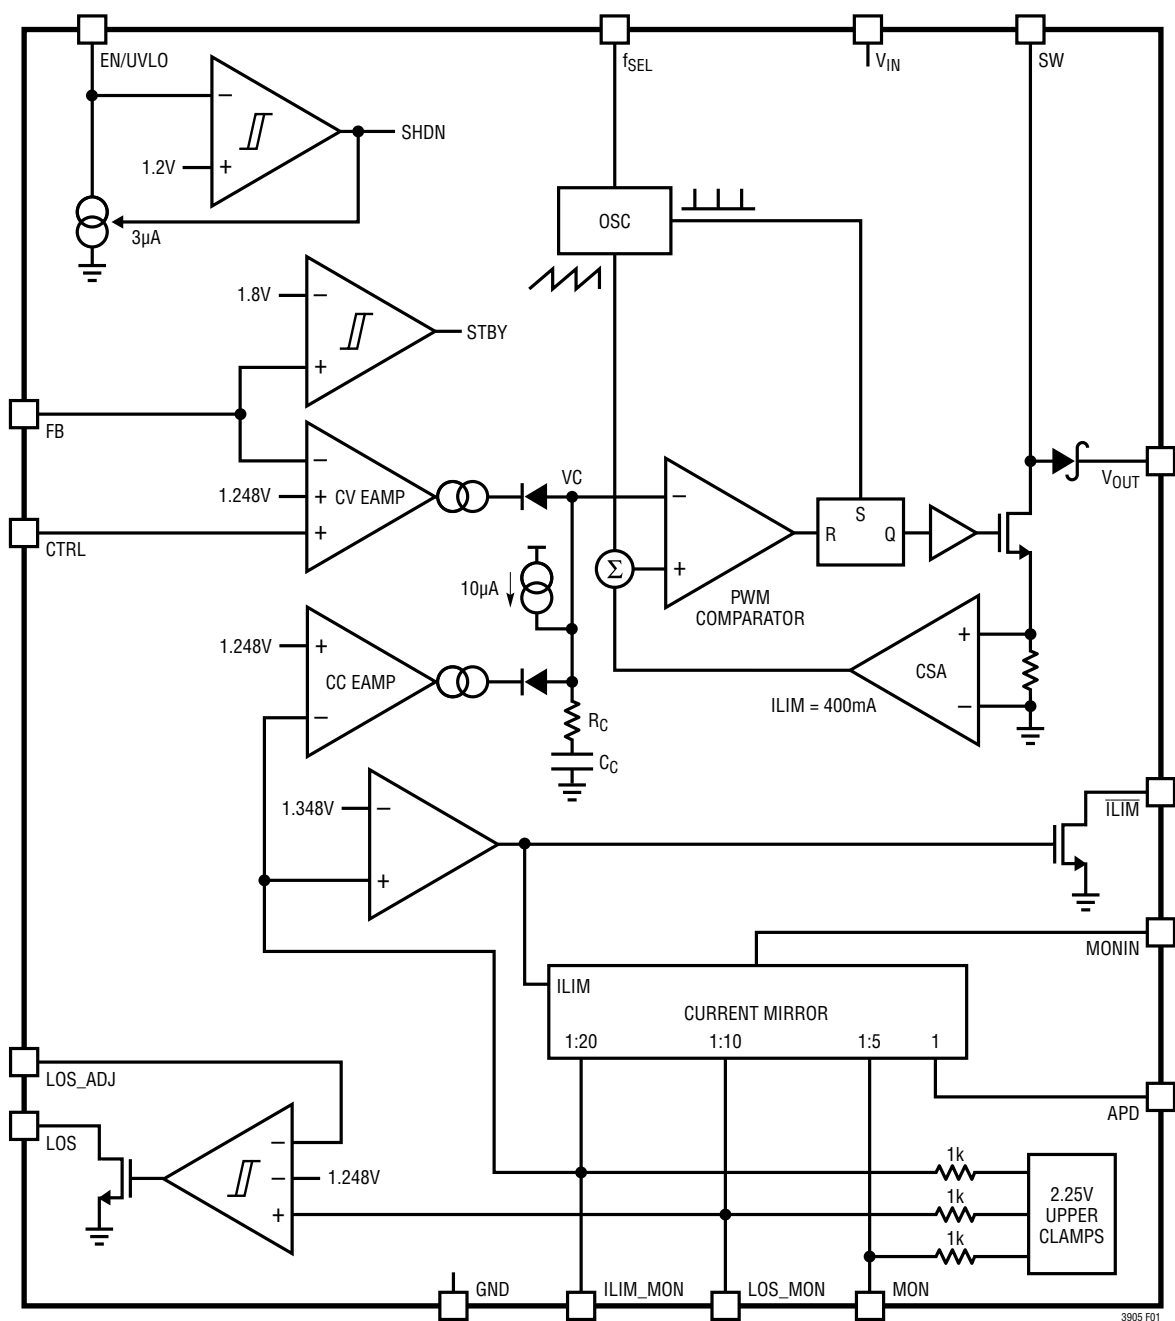 EN/UVLO
fSEL
VIN
SW
−
SHDN
1.2V
+
OSC
3µA
1.8V
−
STBY
+
FB
−
VC
1.248V
+
CV EAMP
−
VOUT
S
CTRL
+
R
Q
10µA
Σ
+
PWM
COMPARATOR
1.248V
+
CC EAMP
+
CSA
−
ILIM = 400mA
−
RC
CC
1.348V
−
ILIM
+
MONIN
ILIM
CURRENT MIRROR
1:20
1:10
1:5
1
LOS_ADJ
APD
LOS
−
−
1.248V
+
1k
1k
1k
2.25V
UPPER
CLAMPS
GND
ILIM_MON
LOS_MON
MON
3905 F01